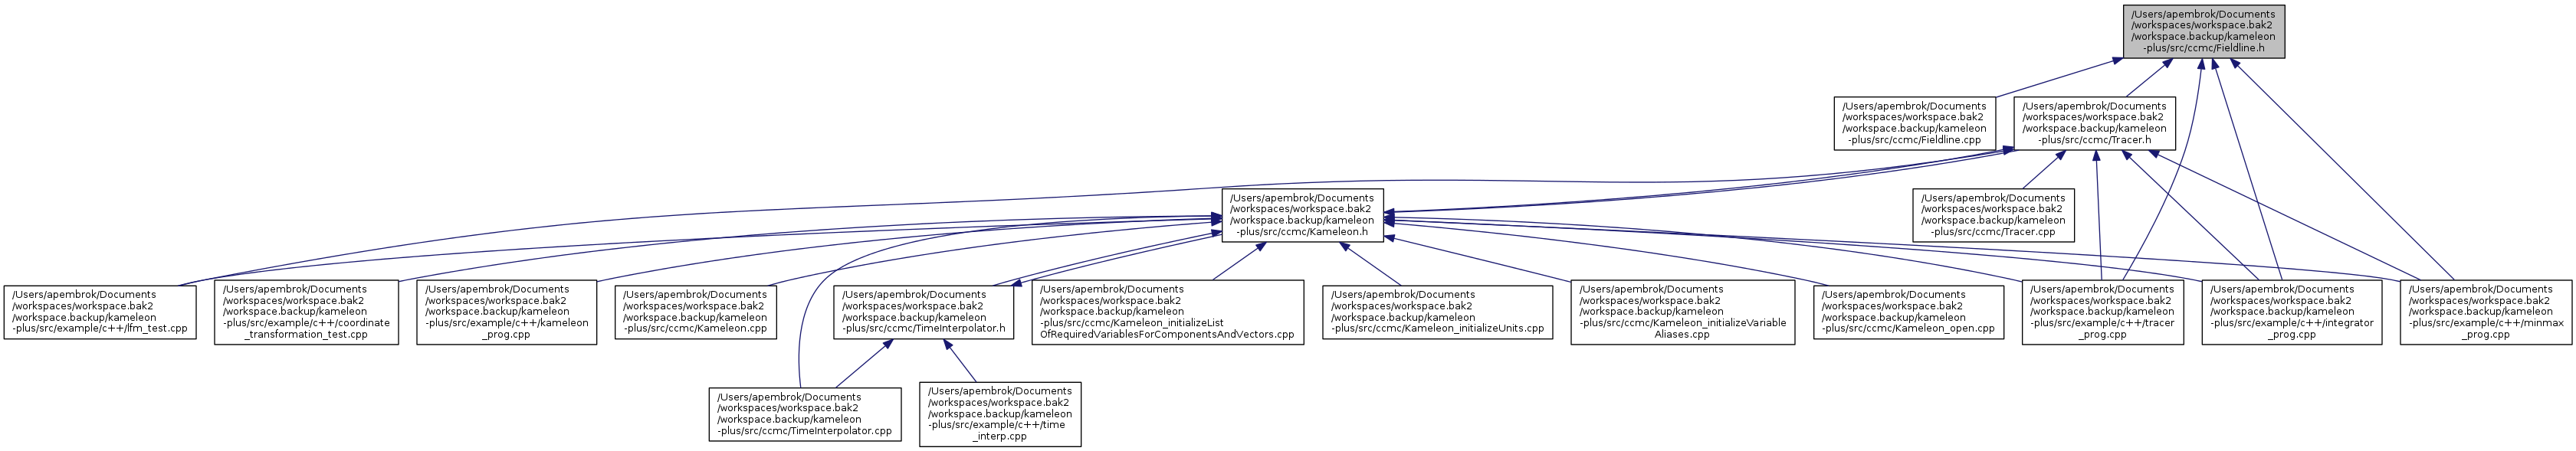 /Users/apembrok/Documents
/workspaces/workspace.bak2
/workspace.backup/kameleon
-plus/src/ccmc/Fieldline.h
/Users/apembrok/Documents
/workspaces/workspace.bak2
/workspace.backup/kameleon
-plus/src/ccmc/Fieldline.cpp
/Users/apembrok/Documents
/workspaces/workspace.bak2
/workspace.backup/kameleon
-plus/src/ccmc/Tracer.h
/Users/apembrok/Documents
/workspaces/workspace.bak2
/workspace.backup/kameleon
-plus/src/ccmc/Kameleon.h
/Users/apembrok/Documents
/workspaces/workspace.bak2
/workspace.backup/kameleon
-plus/src/ccmc/Tracer.cpp
/Users/apembrok/Documents
/workspaces/workspace.bak2
/workspace.backup/kameleon
-plus/src/example/c++/lfm_test.cpp
/Users/apembrok/Documents
/workspaces/workspace.bak2
/workspace.backup/kameleon
-plus/src/example/c++/coordinate
_transformation_test.cpp
/Users/apembrok/Documents
/workspaces/workspace.bak2
/workspace.backup/kameleon
-plus/src/example/c++/kameleon
_prog.cpp
/Users/apembrok/Documents
/workspaces/workspace.bak2
/workspace.backup/kameleon
-plus/src/ccmc/Kameleon.cpp
/Users/apembrok/Documents
/workspaces/workspace.bak2
/workspace.backup/kameleon
-plus/src/ccmc/TimeInterpolator.h
/Users/apembrok/Documents
/workspaces/workspace.bak2
/workspace.backup/kameleon
-plus/src/ccmc/Kameleon_initializeList
OfRequiredVariablesForComponentsAndVectors.cpp
/Users/apembrok/Documents
/workspaces/workspace.bak2
/workspace.backup/kameleon
-plus/src/ccmc/Kameleon_initializeUnits.cpp
/Users/apembrok/Documents
/workspaces/workspace.bak2
/workspace.backup/kameleon
-plus/src/ccmc/Kameleon_initializeVariable
Aliases.cpp
/Users/apembrok/Documents
/workspaces/workspace.bak2
/workspace.backup/kameleon
-plus/src/ccmc/Kameleon_open.cpp
/Users/apembrok/Documents
/workspaces/workspace.bak2
/workspace.backup/kameleon
-plus/src/example/c++/tracer
_prog.cpp
/Users/apembrok/Documents
/workspaces/workspace.bak2
/workspace.backup/kameleon
-plus/src/example/c++/integrator
_prog.cpp
/Users/apembrok/Documents
/workspaces/workspace.bak2
/workspace.backup/kameleon
-plus/src/example/c++/minmax
_prog.cpp
/Users/apembrok/Documents
/workspaces/workspace.bak2
/workspace.backup/kameleon
-plus/src/ccmc/TimeInterpolator.cpp
/Users/apembrok/Documents
/workspaces/workspace.bak2
/workspace.backup/kameleon
-plus/src/example/c++/time
_interp.cpp